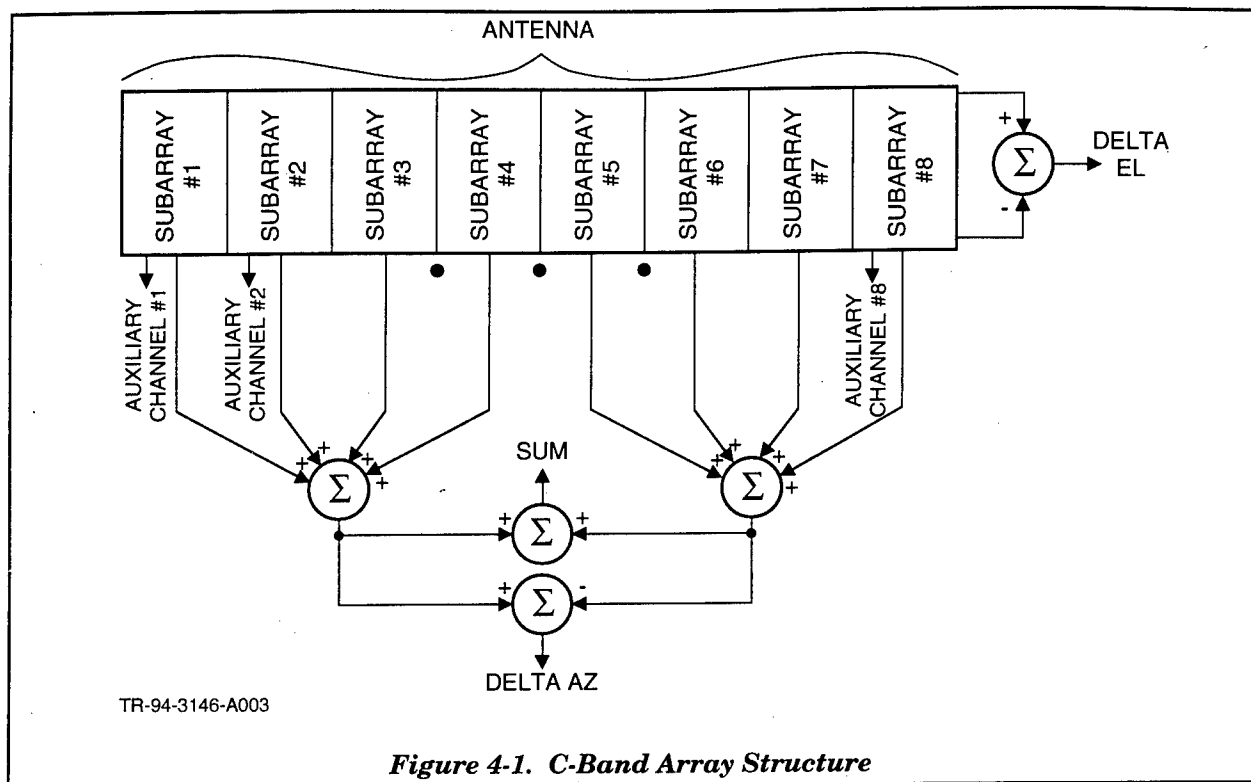 ANTENNA
SUBARRAY #1
SUBARRAY #2
SUBARRAY #3
SUBARRAY #4
SUBARRAY #5
SUBARRAY #6
SUBARRAY #7
SUBARRAY #8
+
Σ
-
DELTA
EL
AUXILIARY
CHANNEL #1
AUXILIARY
CHANNEL #2
AUXILIARY
CHANNEL #8
+ + + +
Σ
+ + + +
Σ
SUM
+ Σ +
+ Σ -
DELTA AZ
TR-94-3146-A003
Figure 4-1. C-Band Array Structure